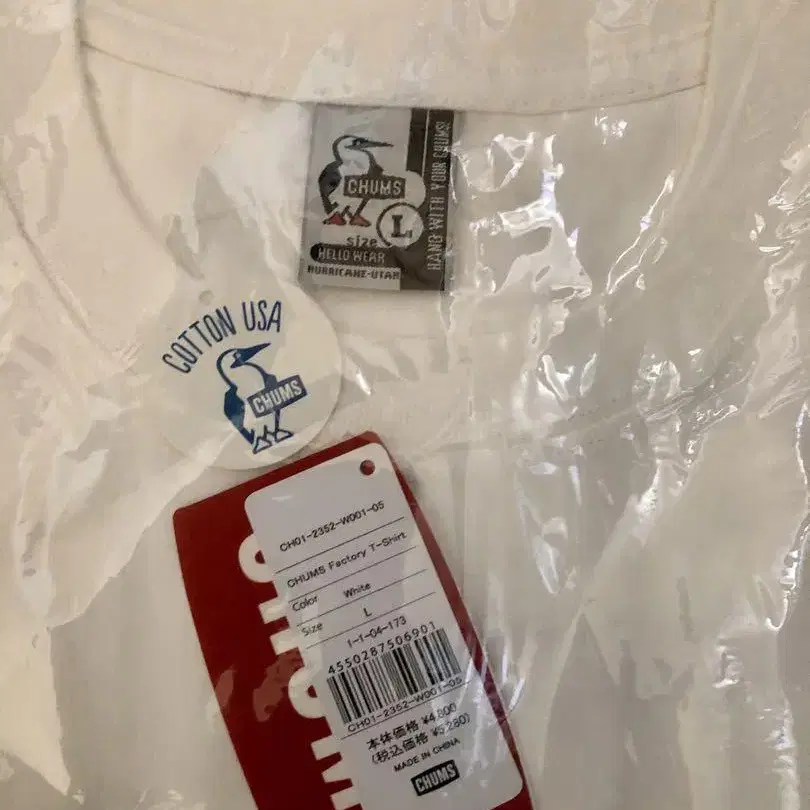 CHUMS
L
size
HELLO WEAR
HURRICANE-UTAH
HANG WITH YOUR CHUMS!
COTTON USA
CHUMS
CH01-2352-W001-05
CHUMS Factory T-Shirt
Color White
Size L
1-1-04-173
4550287506901
CH01-2352-W001-05
本体価格 ¥4,800
(税込価格 ¥5,280)
MADE IN CHINA
CHUMS